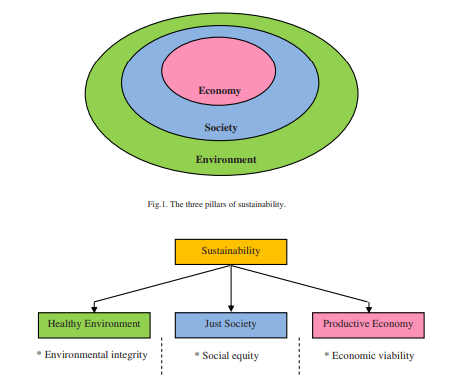 Economy
Society
Environment
Fig.1. The three pillars of sustainability.
Sustainability
Healthy Environment
Just Society
Productive Economy
* Environmental integrity
* Social equity
* Economic viability